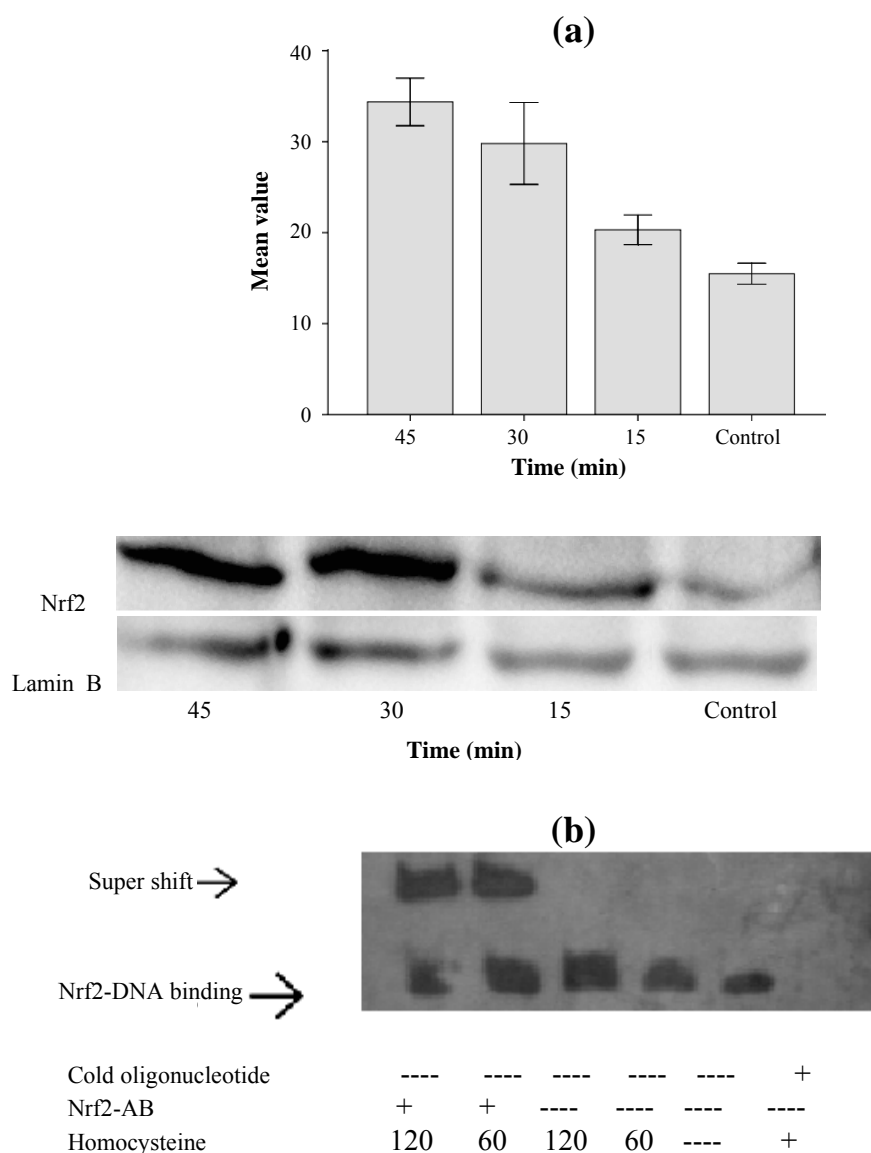 (a)
40
30
20
10
0
Mean value
45 30 15 Control
Time (min)
Nrf2
Lamin B
45 30 15 Control
Time (min)
(b)
Super shift
Nrf2-DNA binding
Cold oligonucleotide ---- ---- ---- ---- ---- +
Nrf2-AB + + ---- ---- ---- ----
Homocysteine 120 60 120 60 ---- +